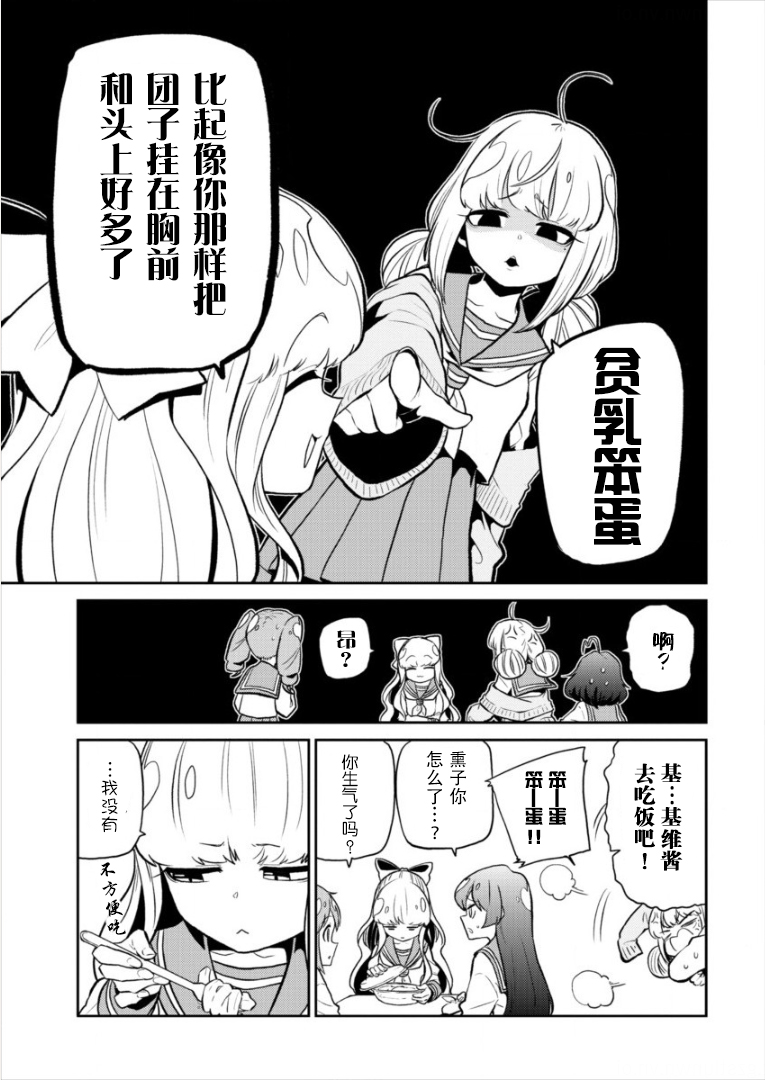 贫乳笨蛋
比起像你那样把
团子挂在胸前
和头上好多了
啊?
昂?
基…基维酱
去吃饭吧！
笨—蛋
笨—蛋!!
熏子你
怎么了…?
你生气了吗?
…我没有
不方便吃